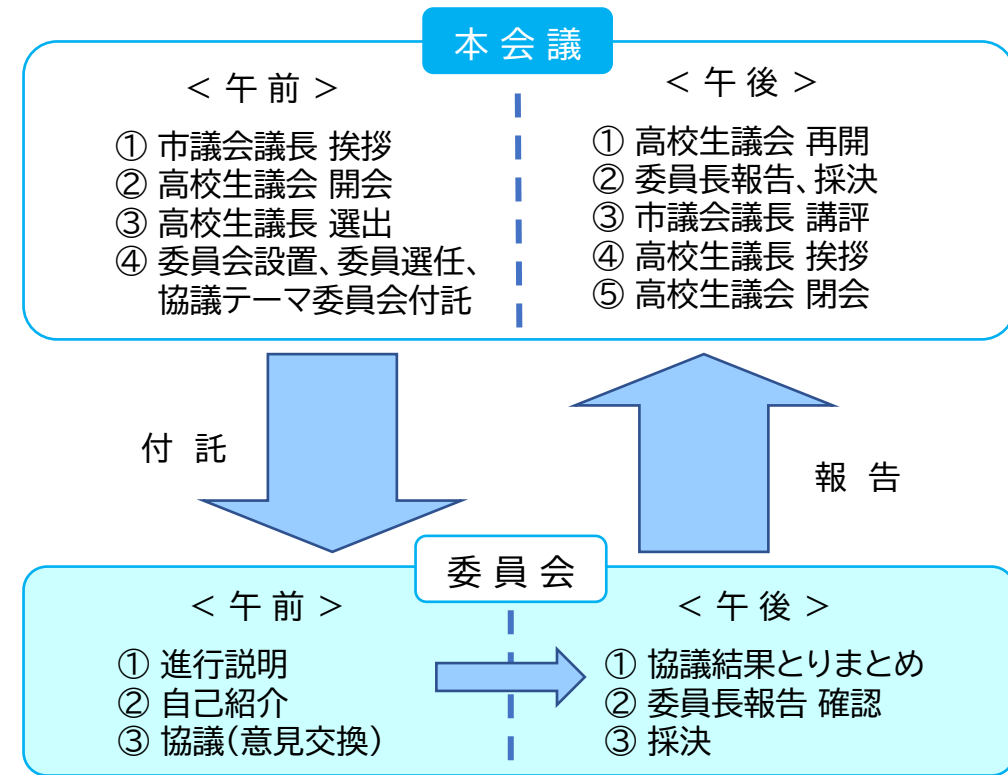 本会議
＜午前＞
① 市議会議長 挨拶
② 高校生議会 開会
③ 高校生議長 選出
④ 委員会設置、委員選任、
協議テーマ委員会付託
＜午後＞
① 高校生議会 再開
② 委員長報告、採決
③ 市議会議長 講評
④ 高校生議長 挨拶
⑤ 高校生議会 閉会
付託
報告
委員会
＜午前＞
① 進行説明
② 自己紹介
③ 協議(意見交換)
＜午後＞
① 協議結果とりまとめ
② 委員長報告 確認
③ 採決